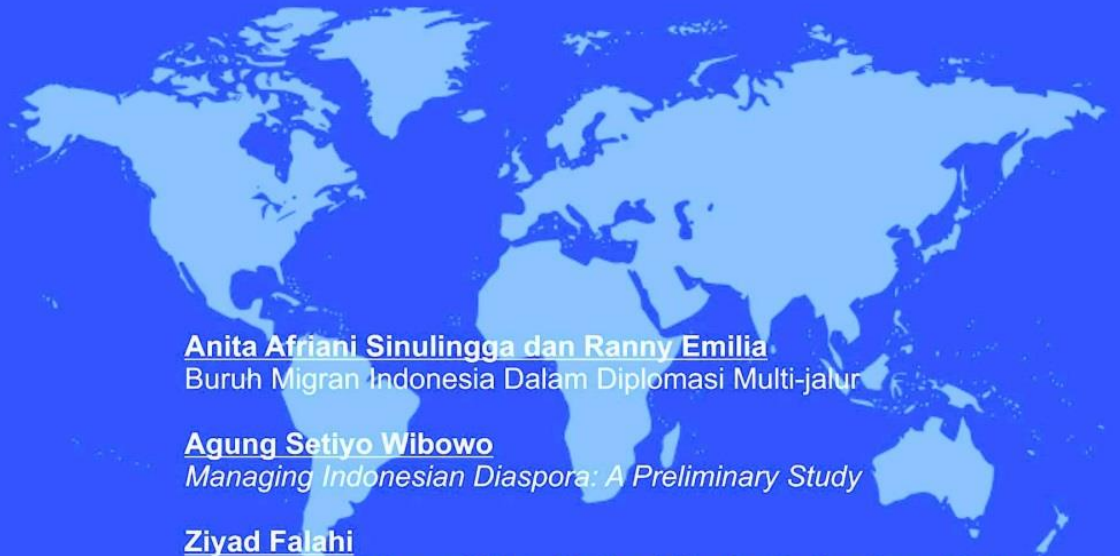 Anita Afriani Sinulingga dan Ranny Emilia
Buruh Migran Indonesia Dalam Diplomasi Multi-jalur
Agung Setiyo Wibowo
Managing Indonesian Diaspora: A Preliminary Study
Ziyad Falahi